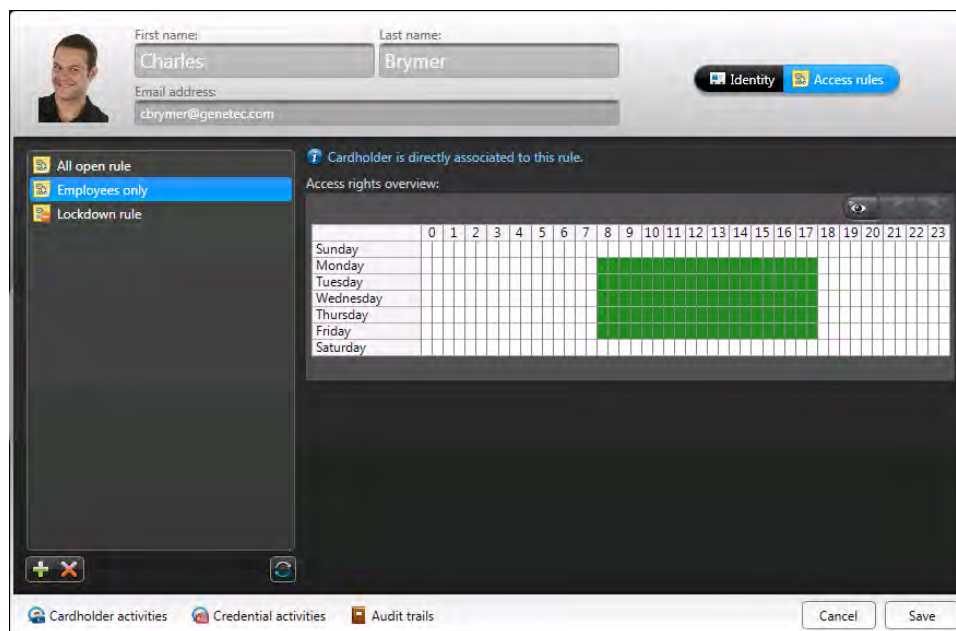 First name: Last name:
Charles Brymer
Email address:
cbrymer@genetec.com
Identity Access rules
All open rule
Employees only
Lockdown rule
Cardholder is directly associated to this rule.
Access rights overview:
0 1 2 3 4 5 6 7 8 9 10 11 12 13 14 15 16 17 18 19 20 21 22 23
Sunday
Monday
Tuesday
Wednesday
Thursday
Friday
Saturday
Cardholder activities Credential activities Audit trails Cancel Save